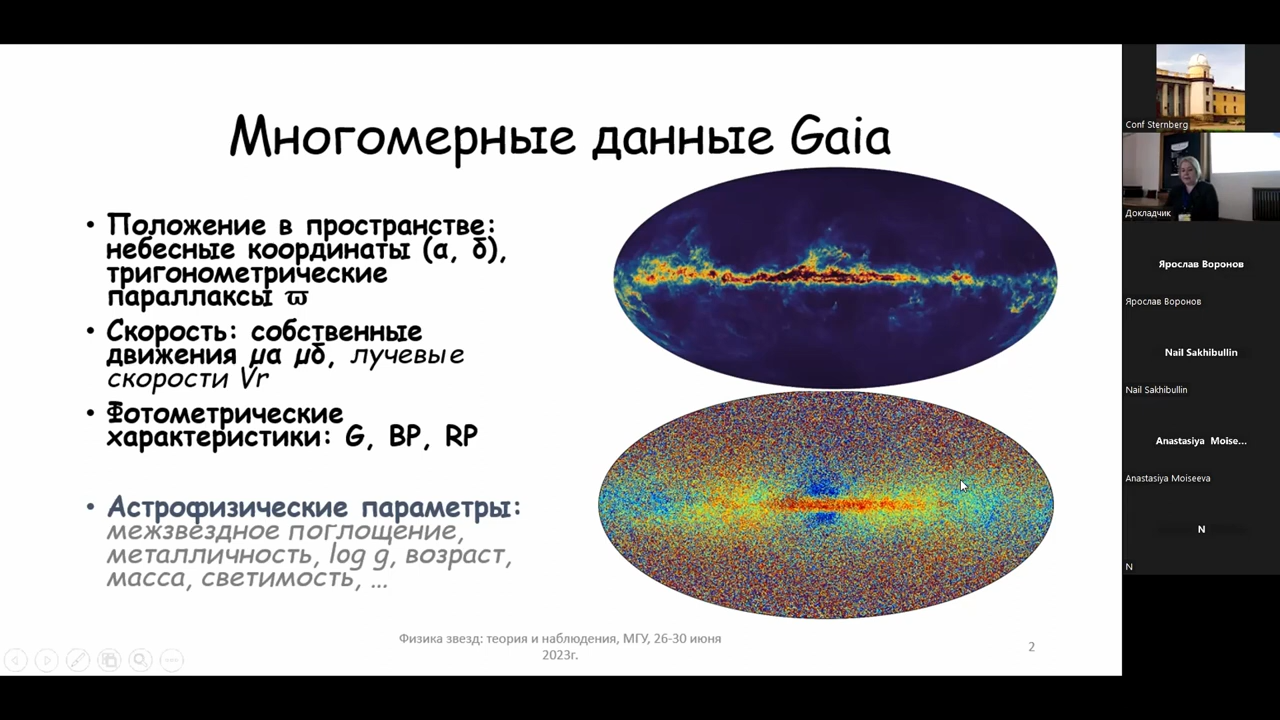 Многомерные данные Gaia
• Положение в пространстве:
небесные координаты (α, δ),
тригонометрические
параллаксы ϖ
• Скорость: собственные
движения μα μδ, лучевые
скорости Vr
• Фотометрические
характеристики: G, BP, RP
• Астрофизические параметры:
межзвездное поглощение,
металличность, log g, возраст,
масса, светимость, ...
Физика звезд: теория и наблюдения, МГУ, 26-30 июня
2023г.
2
Conf Sternberg
Докладчик
Ярослав Воронов
Ярослав Воронов
Nail Sakhibullin
Nail Sakhibullin
Anastasiya Moise...
Anastasiya Moiseeva
N
N